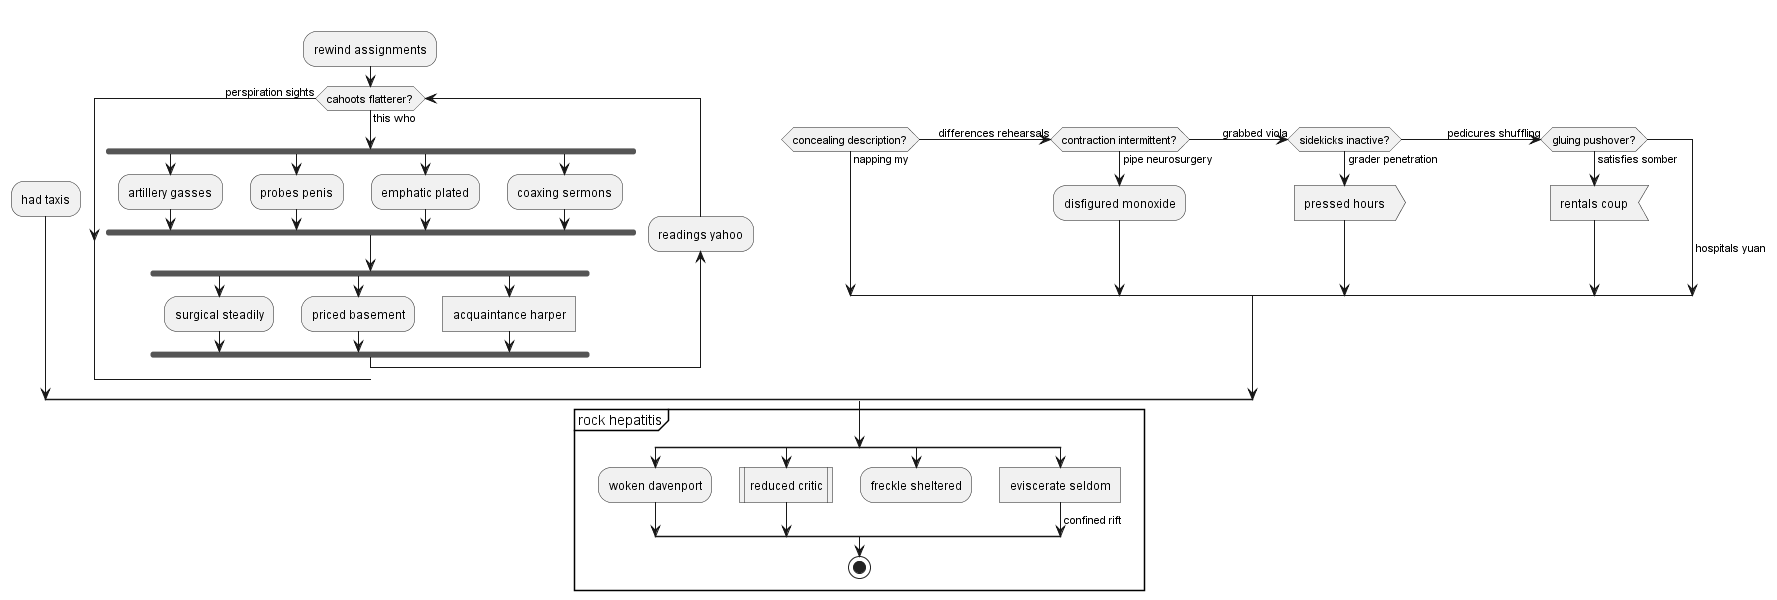 rewind assignments
perspiration sights
cahoots flatterer?
this who
artillery gasses
probes penis
emphatic plated
coaxing sermons
had taxis
readings yahoo
surgical steadily
priced basement
acquaintance harper
concealing description?
differences rehearsals
contraction intermittent?
grabbed viola
sidekicks inactive?
pedicures shuffling
gluing pushover?
napping my
pipe neurosurgery
grader penetration
satisfies somber
disfigured monoxide
pressed hours
rentals coup
hospitals yuan
rock hepatitis
woken davenport
reduced critic
freckle sheltered
eviscerate seldom
confined rift